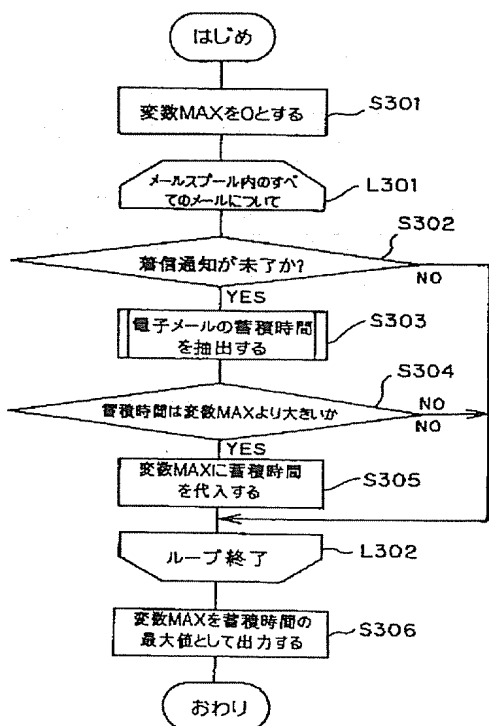 はじめ
変数MAXを0とする
S301
メールスプール内のすべ
てのメールについて
L301
S302
着信通知が未了か?
NO
YES
電子メールの蓄積時間
を抽出する
S303
S304
蓄積時間は変数MAXより大きいか
NO
NO
YES
変数MAXに蓄積時間
を代入する
S305
ループ終了
L302
変数MAXを蓄積時間の
最大値として出力する
S306
おわり